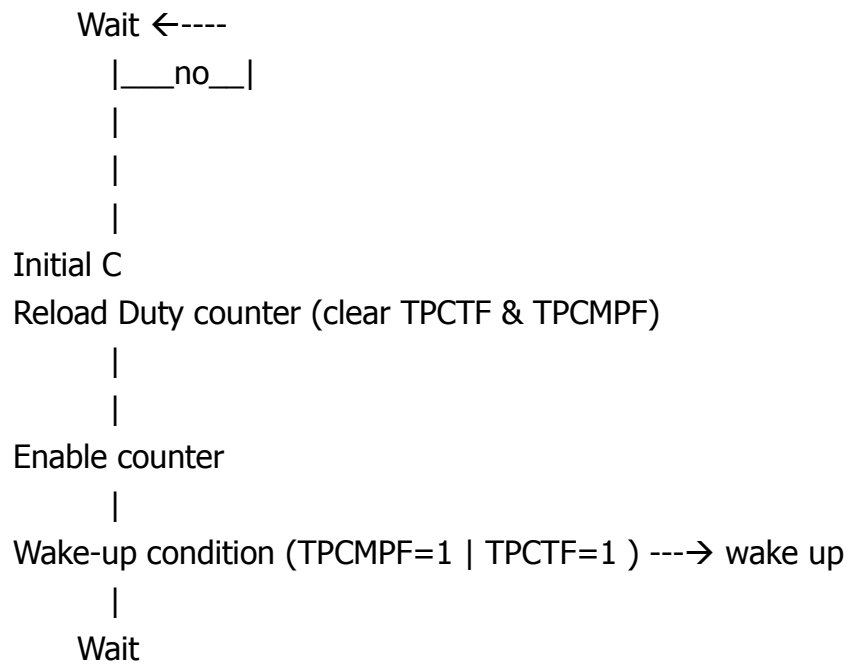 Wait ←----
|___no__|
|
|
|
Initial C
Reload Duty counter (clear TPCTF & TPCMPF)
|
|
Enable counter
|
Wake-up condition (TPCMPF=1 | TPCTF=1 ) ---→ wake up
|
Wait